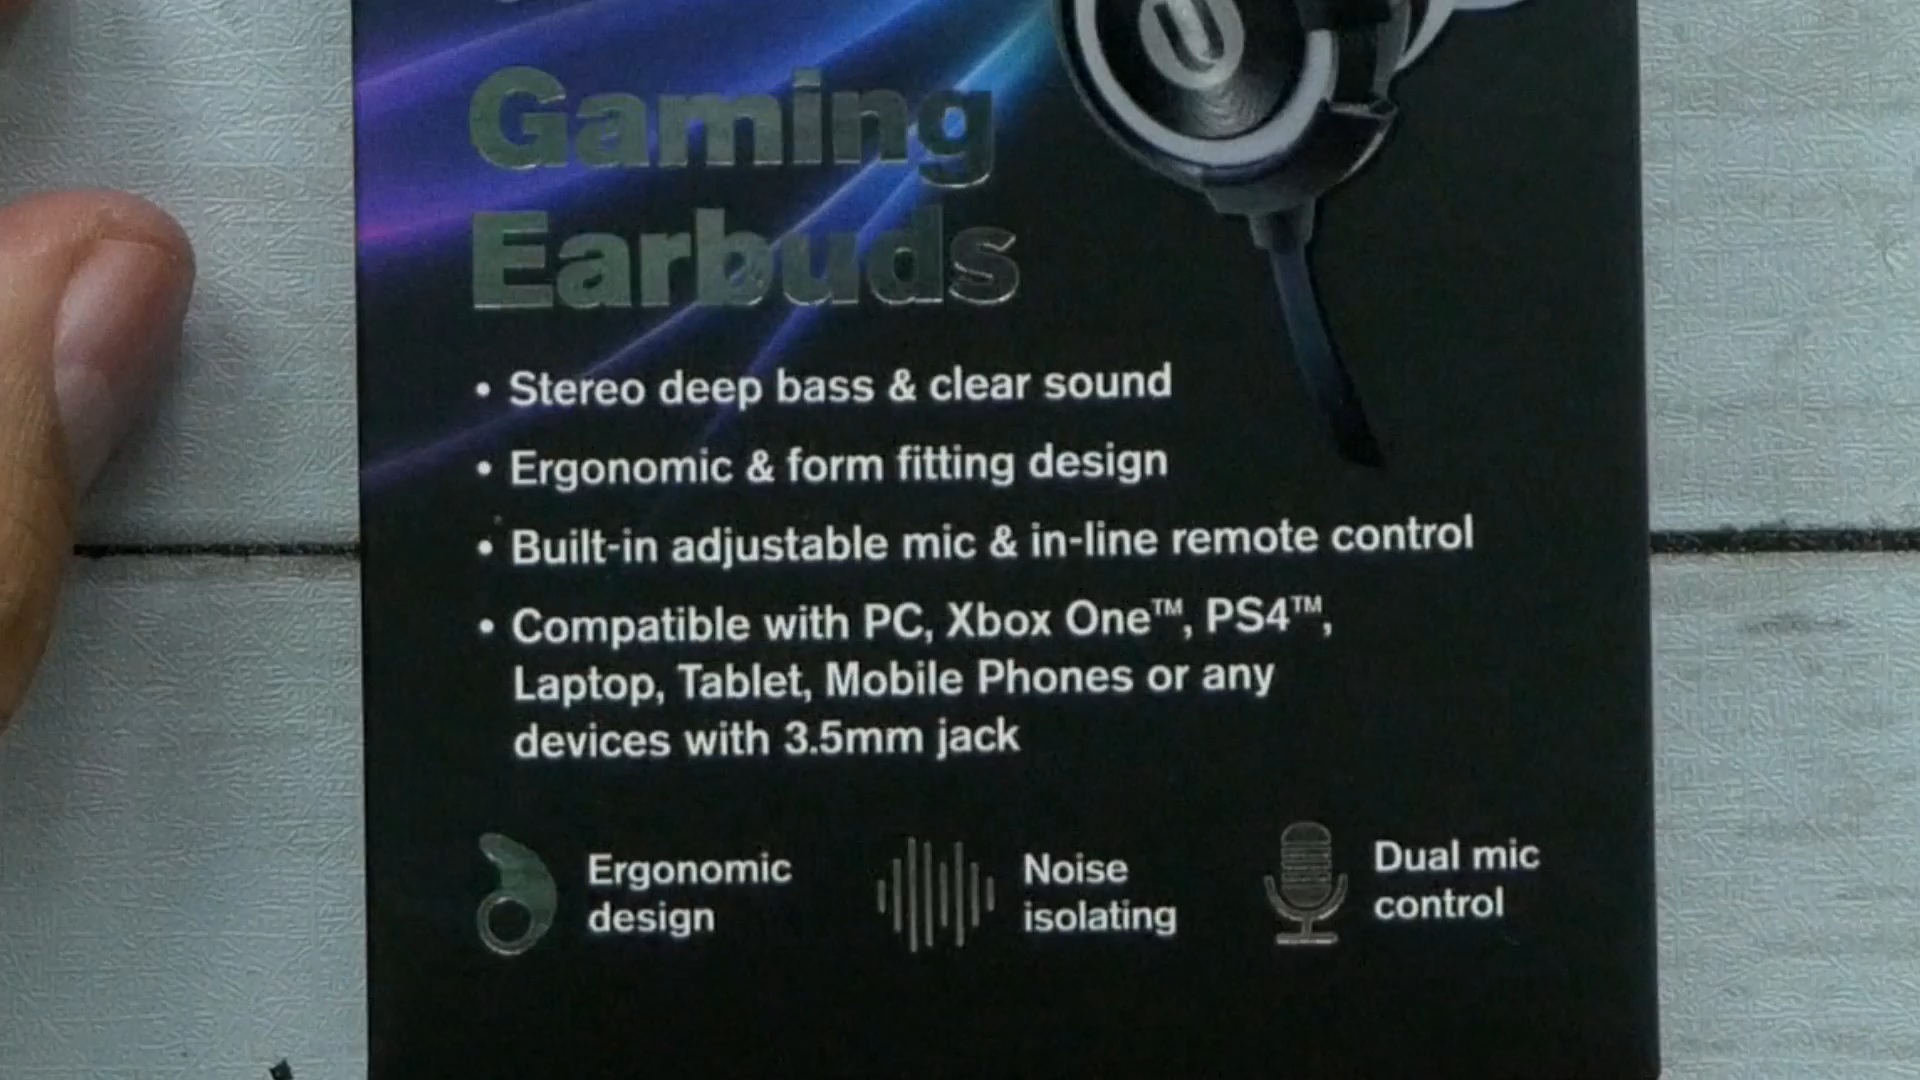 Gaming
Earbuds
• Stereo deep bass & clear sound
• Ergonomic & form fitting design
• Built-in adjustable mic & in-line remote control
• Compatible with PC, Xbox One™, PS4™,
Laptop, Tablet, Mobile Phones or any
devices with 3.5mm jack
Ergonomic
design
Noise
isolating
Dual mic
control